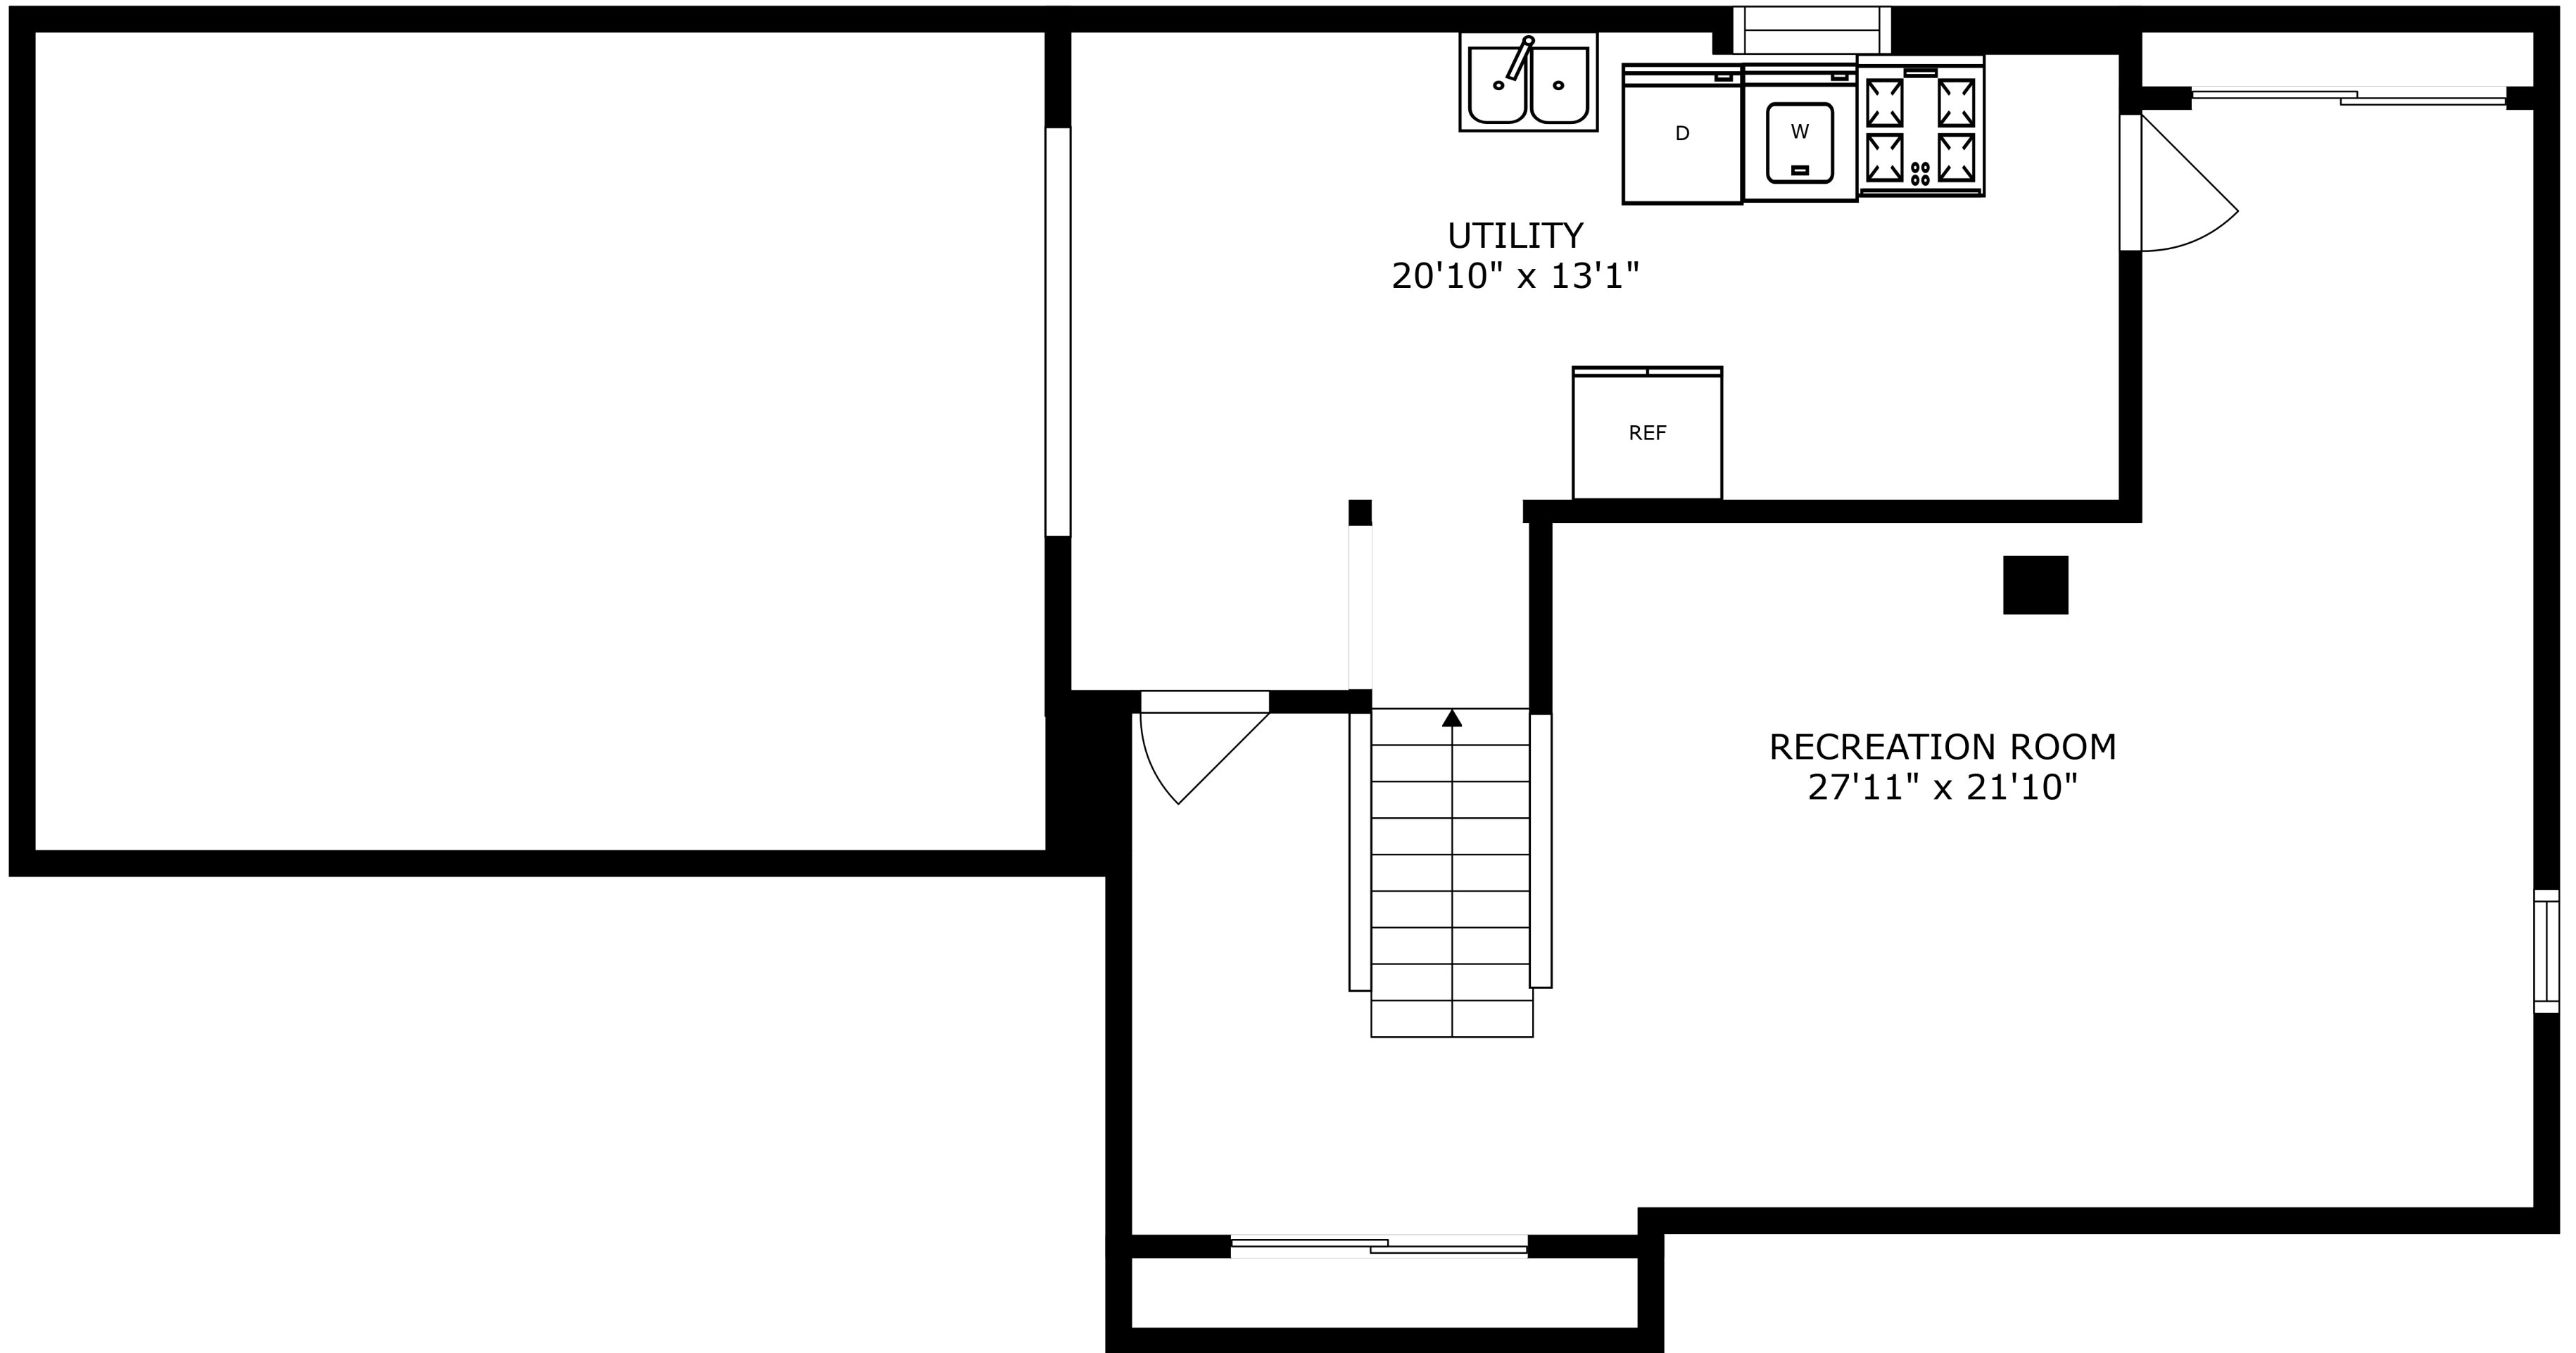 D
W
UTILITY
20'10" x 13'1"
REF
RECREATION ROOM
27'11" x 21'10"